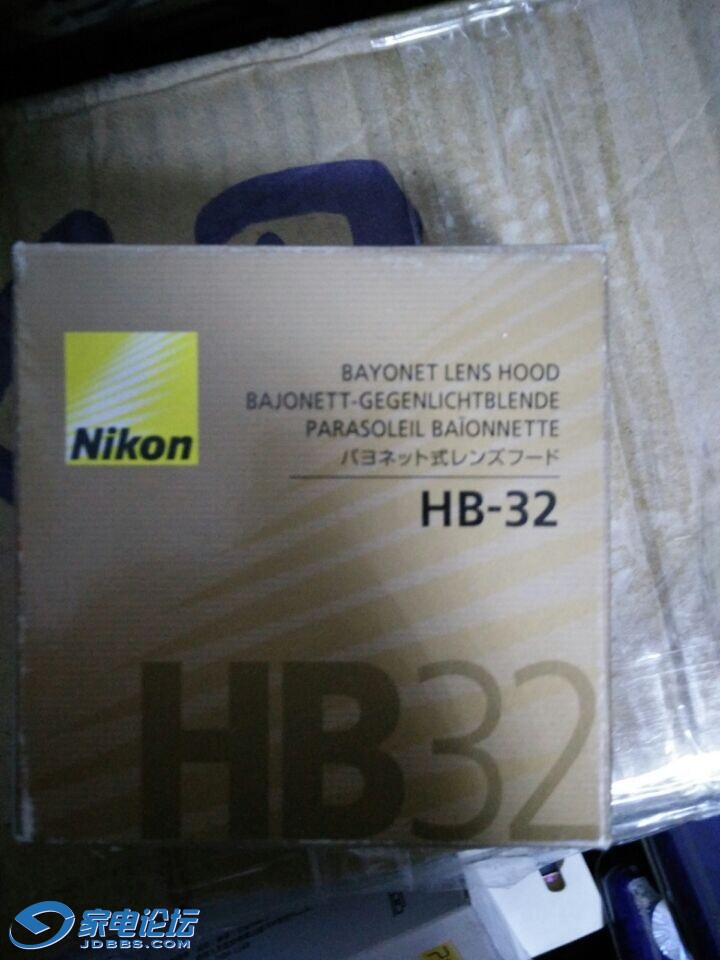 Nikon
BAYONET LENS HOOD
BAJONETT-GEGENLICHTBLENDE
PARASOLEIL BAÏONNETTE
バヨネット式レンズフード
HB-32
HB32
家电论坛
JDBBS.COM